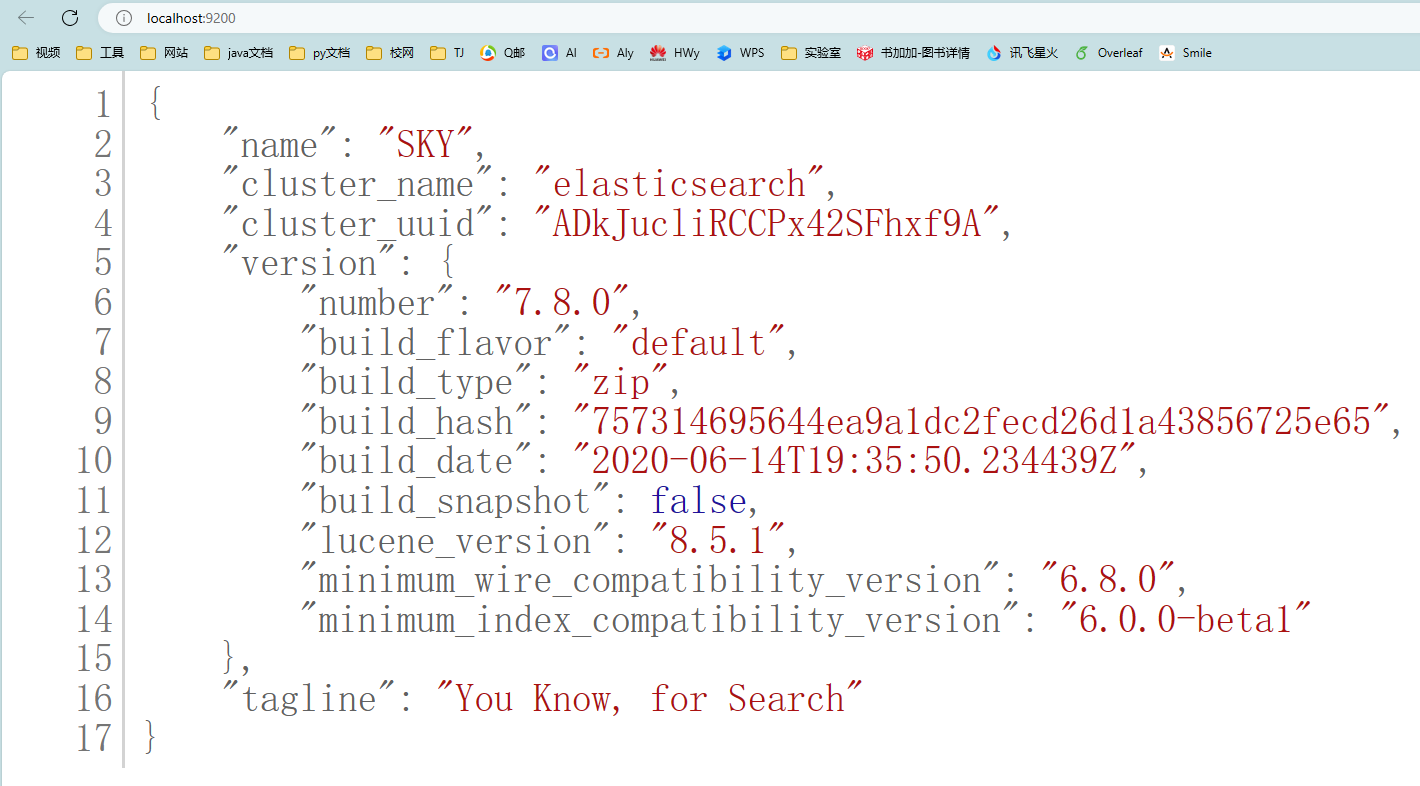 localhost:9200
视频 工具 网站 java文档 py文档 校网 TJ Q邮 AI Aly HWy WPS 实验室 书加加-图书详情 讯飞星火 Overleaf Smile
1 {
2 "name": "SKY",
3 "cluster_name": "elasticsearch",
4 "cluster_uuid": "ADkJucliRCCPx42SFhxf9A",
5 "version": {
6 "number": "7.8.0",
7 "build_flavor": "default",
8 "build_type": "zip",
9 "build_hash": "757314695644ea9a1dc2fecd26d1a43856725e65",
10 "build_date": "2020-06-14T19:35:50.234439Z",
11 "build_snapshot": false,
12 "lucene_version": "8.5.1",
13 "minimum_wire_compatibility_version": "6.8.0",
14 "minimum_index_compatibility_version": "6.0.0-beta1"
15 },
16 "tagline": "You Know, for Search"
17 }